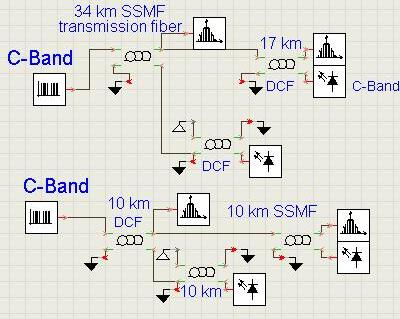 34 km SSMF
transmission fiber
C-Band
17 km
DCF
C-Band
DCF
C-Band
10 km
DCF
10 km SSMF
10 km